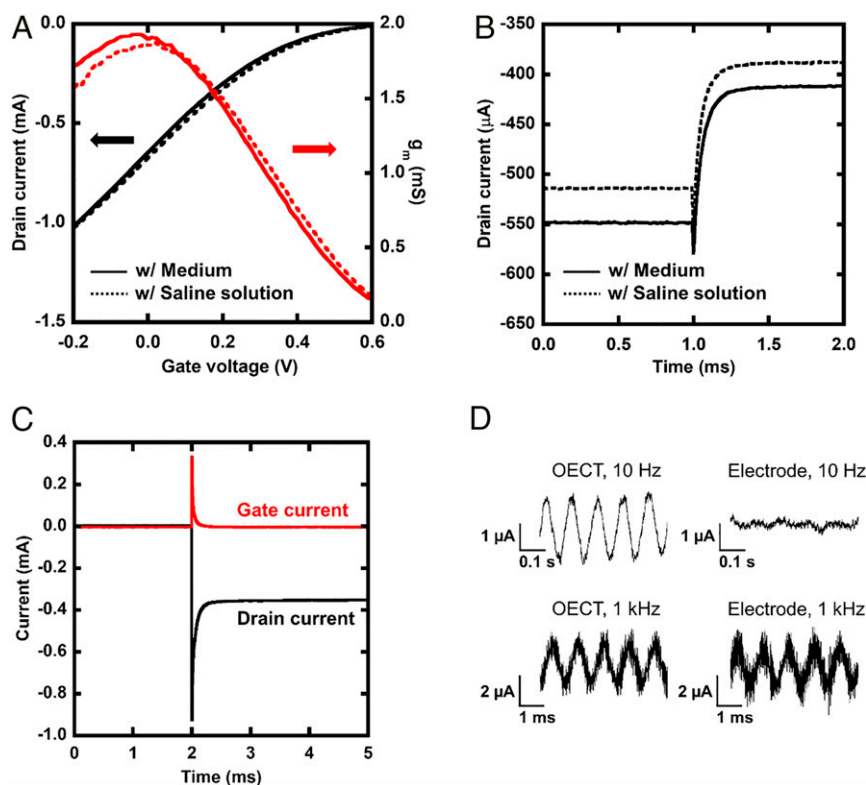 A
0.0
-0.5
-1.0
-1.5
Drain current (mA)
2.0
1.5
1.0
0.5
0.0
gm (mS)
w/ Medium
w/ Saline solution
-0.2
0.0
0.2
0.4
0.6
Gate voltage (V)
B
-350
-400
-450
-500
-550
-600
-650
Drain current (µA)
w/ Medium
w/ Saline solution
0.0
0.5
1.0
1.5
2.0
Time (ms)
C
0.4
0.2
0.0
-0.2
-0.4
-0.6
-0.8
-1.0
Current (mA)
Gate current
Drain current
0
1
2
3
4
5
Time (ms)
D
OECT, 10 Hz
1 µA
0.1 s
Electrode, 10 Hz
1 µA
0.1 s
OECT, 1 kHz
2 µA
1 ms
Electrode, 1 kHz
2 µA
1 ms